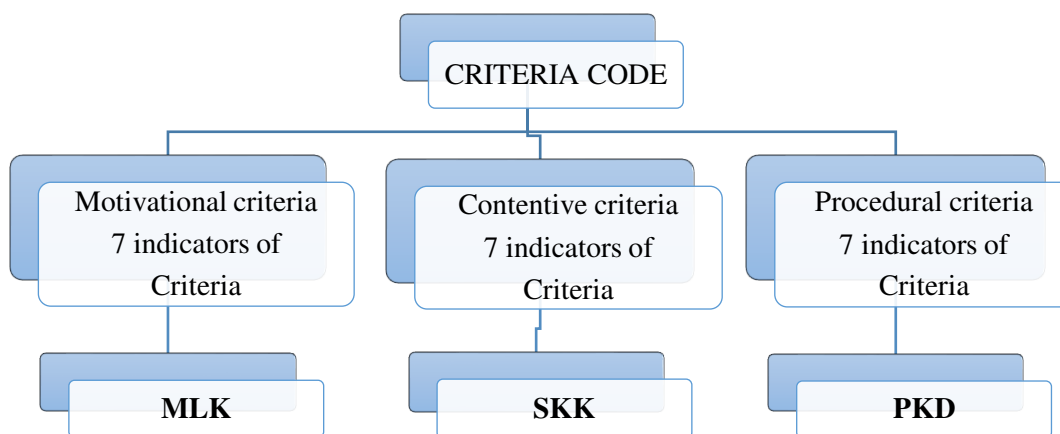 CRITERIA CODE
Motivational criteria
7 indicators of
Criteria
Contentive criteria
7 indicators of
Criteria
Procedural criteria
7 indicators of
Criteria
MLK
SKK
PKD